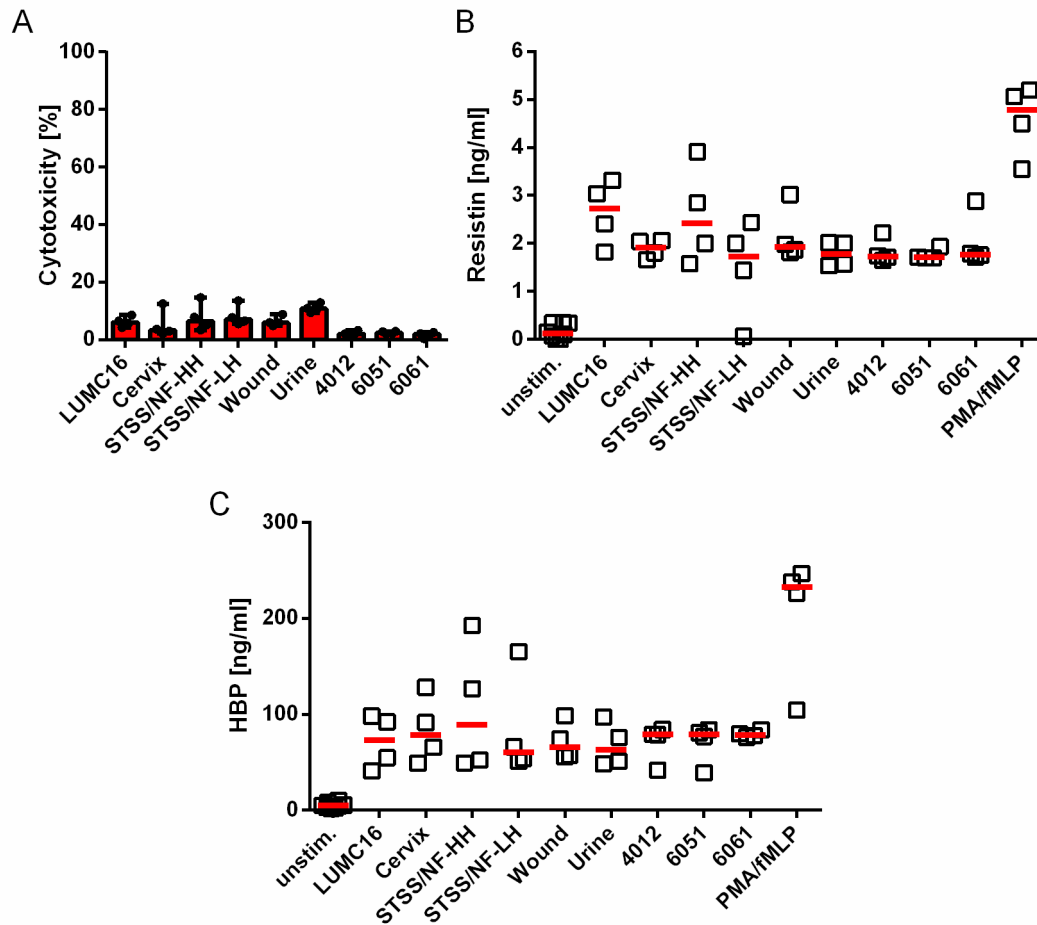 A
Cytotoxicity [%]
100
80
60
40
20
0
LUMC16
Cervix
STSS/NF-HH
STSS/NF-LH
Wound
Urine
4012
6051
6061
B
Resistin [ng/ml]
6
5
4
3
2
1
0
unstim.
LUMC16
Cervix
STSS/NF-HH
STSS/NF-LH
Wound
Urine
4012
6051
6061
PMA/fMLP
C
HBP [ng/ml]
300
200
100
0
unstim.
LUMC16
Cervix
STSS/NF-HH
STSS/NF-LH
Wound
Urine
4012
6051
6061
PMA/fMLP